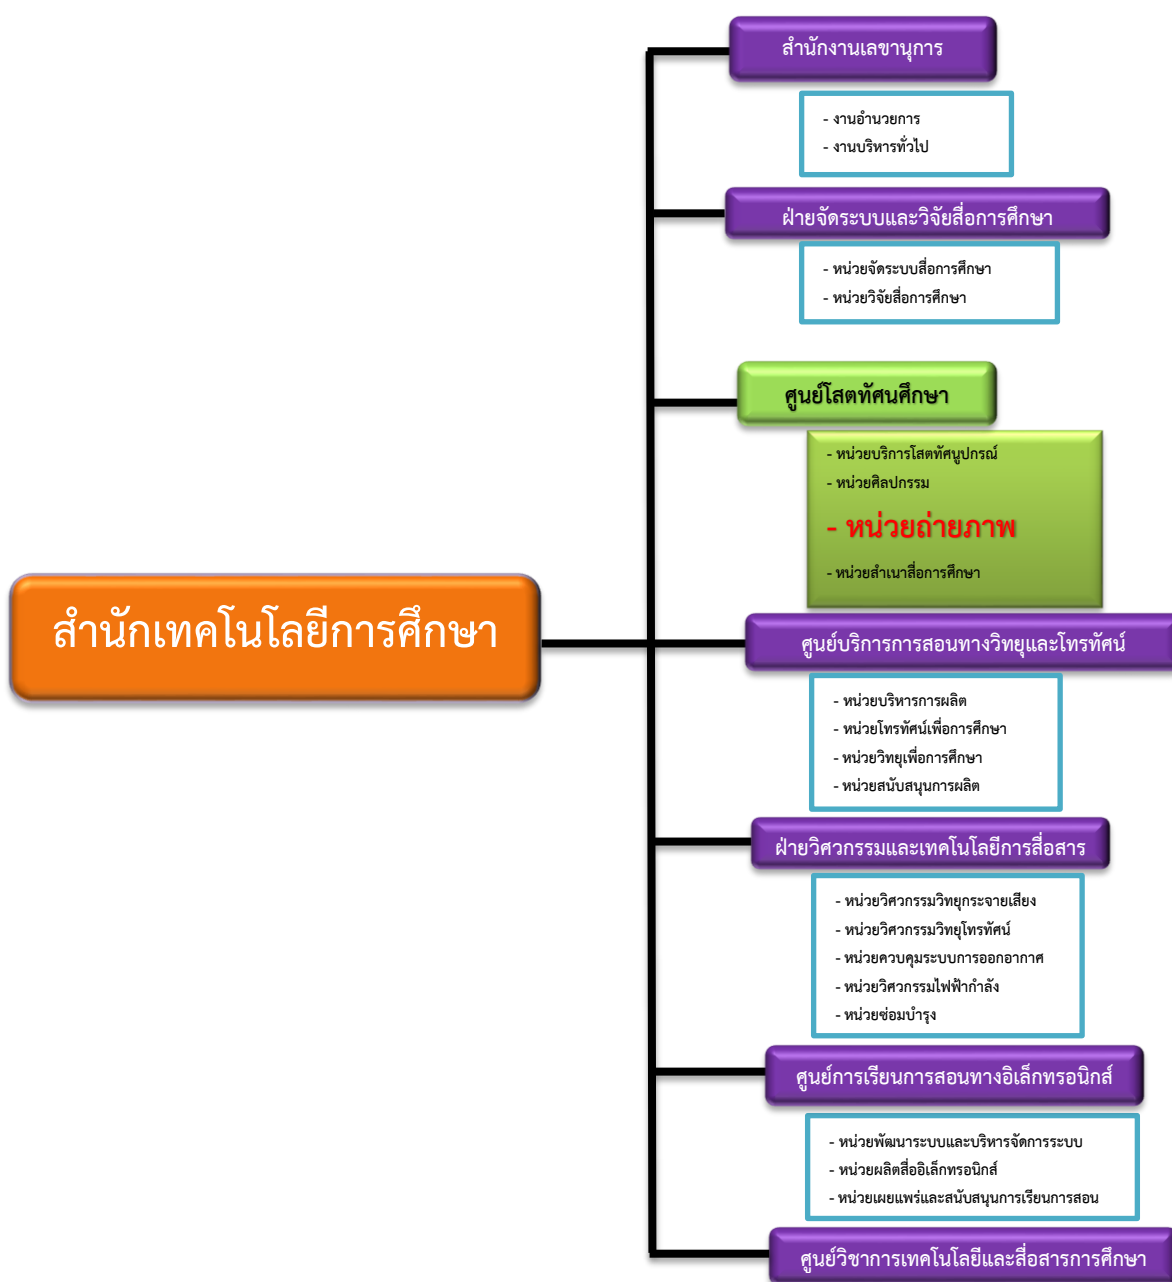 สำนักงานเลขานุการ
- งานอำนวยการ
- งานบริหารทั่วไป
ฝ่ายจัดระบบและวิจัยสื่อการศึกษา
- หน่วยจัดระบบสื่อการศึกษา
- หน่วยวิจัยสื่อการศึกษา
ศูนย์โสตทัศนศึกษา
- หน่วยบริการโสตทัศนูปกรณ์
- หน่วยศิลปกรรม
- หน่วยถ่ายภาพ
- หน่วยสำเนาสื่อการศึกษา
สำนักเทคโนโลยีการศึกษา
ศูนย์บริการการสอนทางวิทยุและโทรทัศน์
- หน่วยบริหารการผลิต
- หน่วยโทรทัศน์เพื่อการศึกษา
- หน่วยวิทยุเพื่อการศึกษา
- หน่วยสนับสนุนการผลิต
ฝ่ายวิศวกรรมและเทคโนโลยีการสื่อสาร
- หน่วยวิศวกรรมวิทยุกระจายเสียง
- หน่วยวิศวกรรมวิทยุโทรทัศน์
- หน่วยควบคุมระบบการออกอากาศ
- หน่วยวิศวกรรมไฟฟ้ากำลัง
- หน่วยซ่อมบำรุง
ศูนย์การเรียนการสอนทางอิเล็กทรอนิกส์
- หน่วยพัฒนาระบบและบริหารจัดการระบบ
- หน่วยผลิตสื่ออิเล็กทรอนิกส์
- หน่วยเผยแพร่และสนับสนุนการเรียนการสอน
ศูนย์วิชาการเทคโนโลยีและสื่อสารการศึกษา